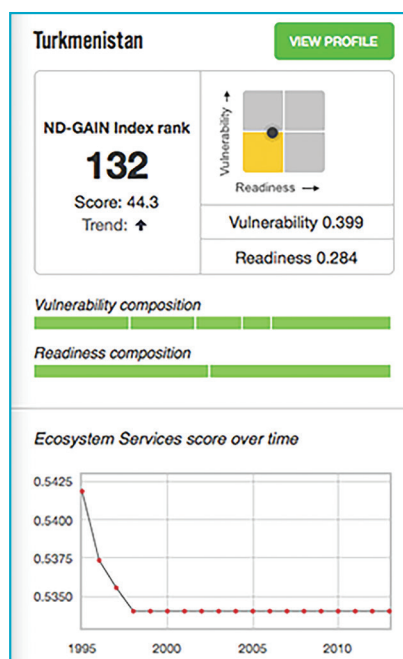 Turkmenistan
VIEW PROFILE
ND-GAIN Index rank
132
Score: 44.3
Trend: ↑
Vulnerability →
Readiness →
Vulnerability 0.399
Readiness 0.284
Vulnerability composition
Readiness composition
Ecosystem Services score over time
0.5425
0.5400
0.5375
0.5350
1995 2000 2005 2010